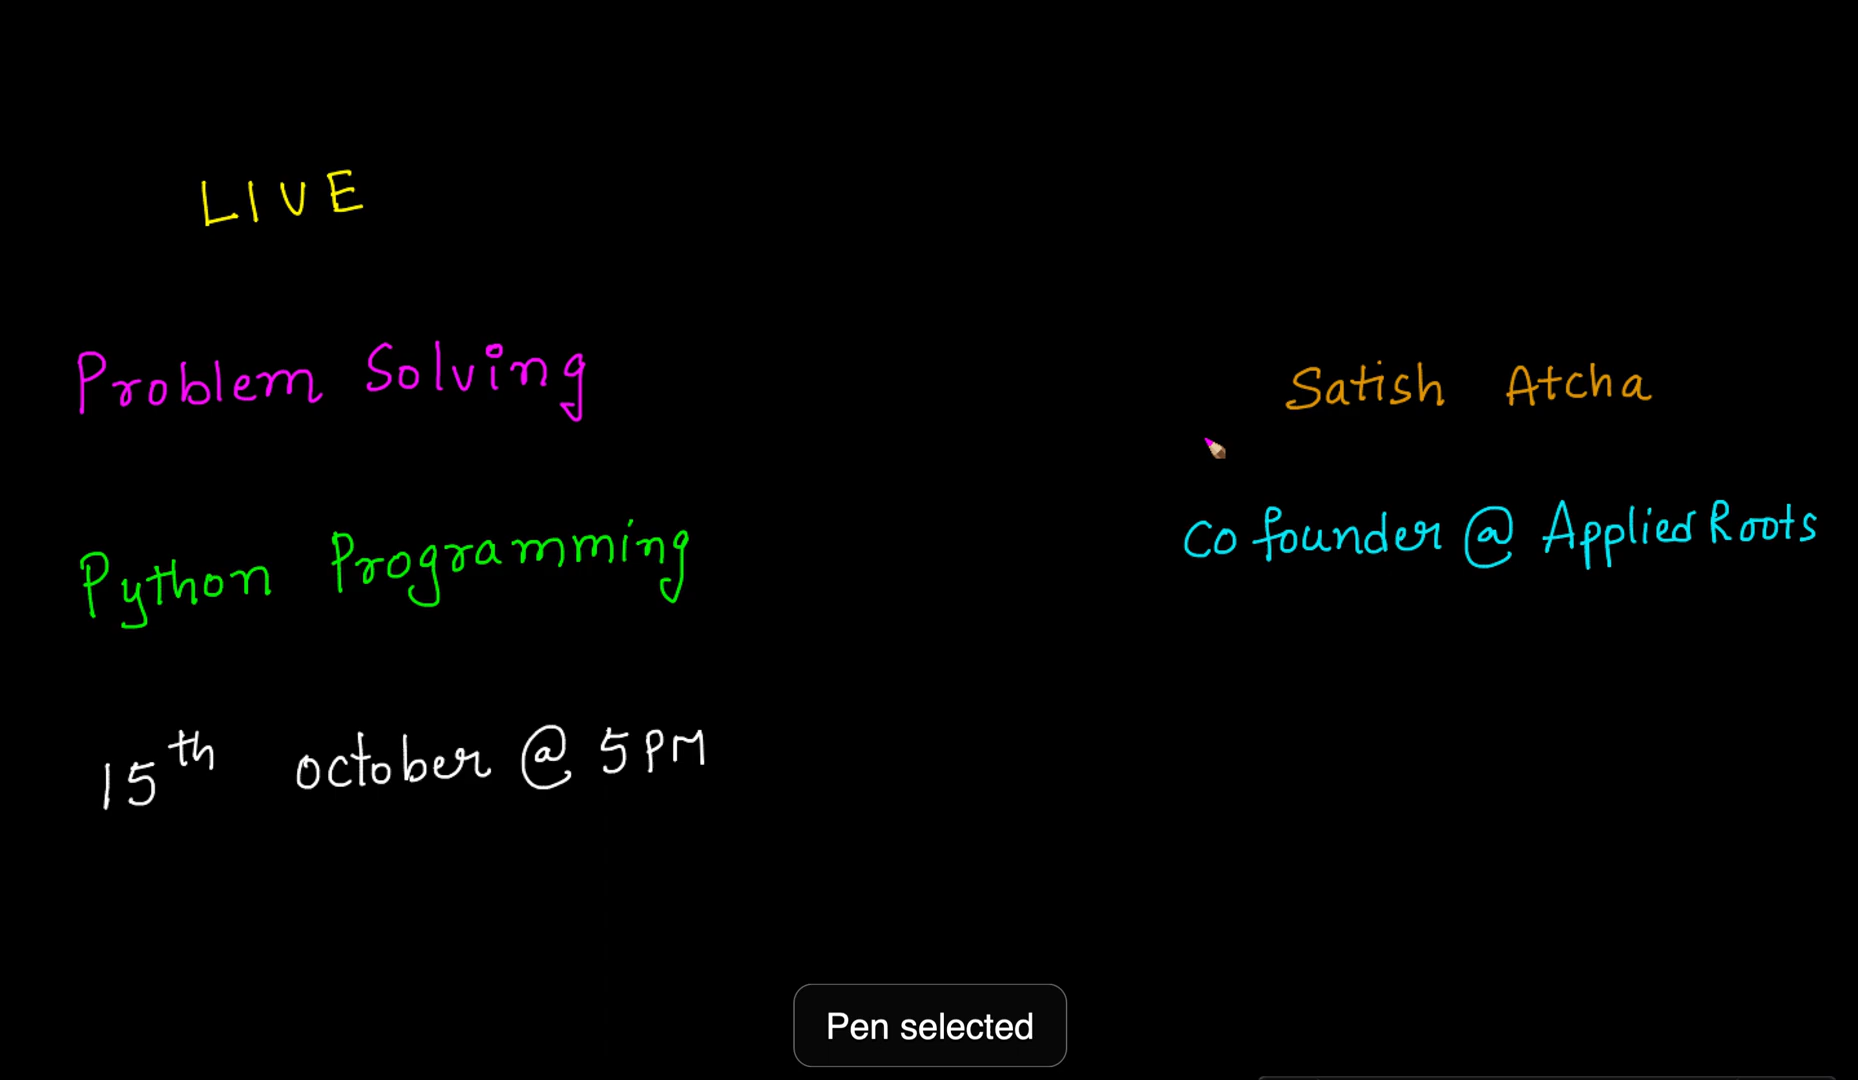 LIVE
Problem Solving
Python Programming
15th october @ 5PM
Satish Atcha
Co founder @ Applied Roots
Pen selected